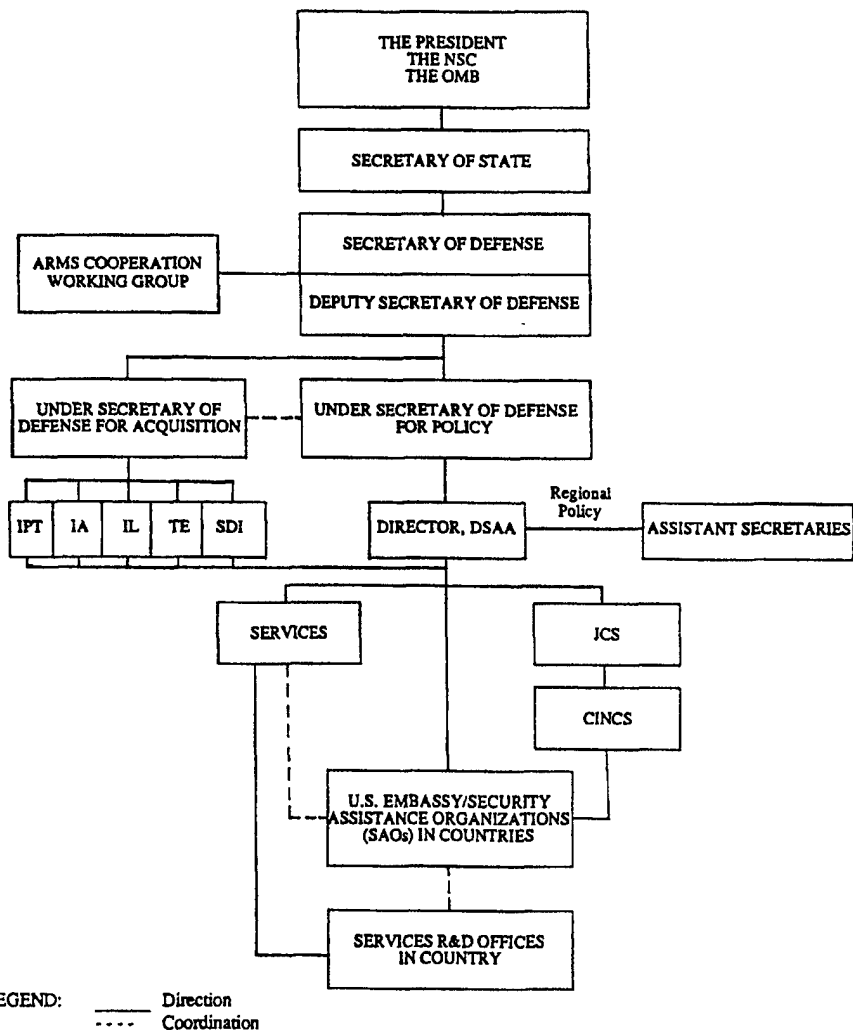 THE PRESIDENT
THE NSC
THE OMB
SECRETARY OF STATE
SECRETARY OF DEFENSE
ARMS COOPERATION
WORKING GROUP
DEPUTY SECRETARY OF DEFENSE
UNDER SECRETARY OF
DEFENSE FOR ACQUISITION
UNDER SECRETARY OF DEFENSE
FOR POLICY
IPT IA IL TE SDI
DIRECTOR, DSAA
Regional
Policy
ASSISTANT SECRETARIES
SERVICES
JCS
CINCS
U.S. EMBASSY/SECURITY
ASSISTANCE ORGANIZATIONS
(SAOs) IN COUNTRIES
SERVICES R&D OFFICES
IN COUNTRY
EGEND:
Direction
Coordination